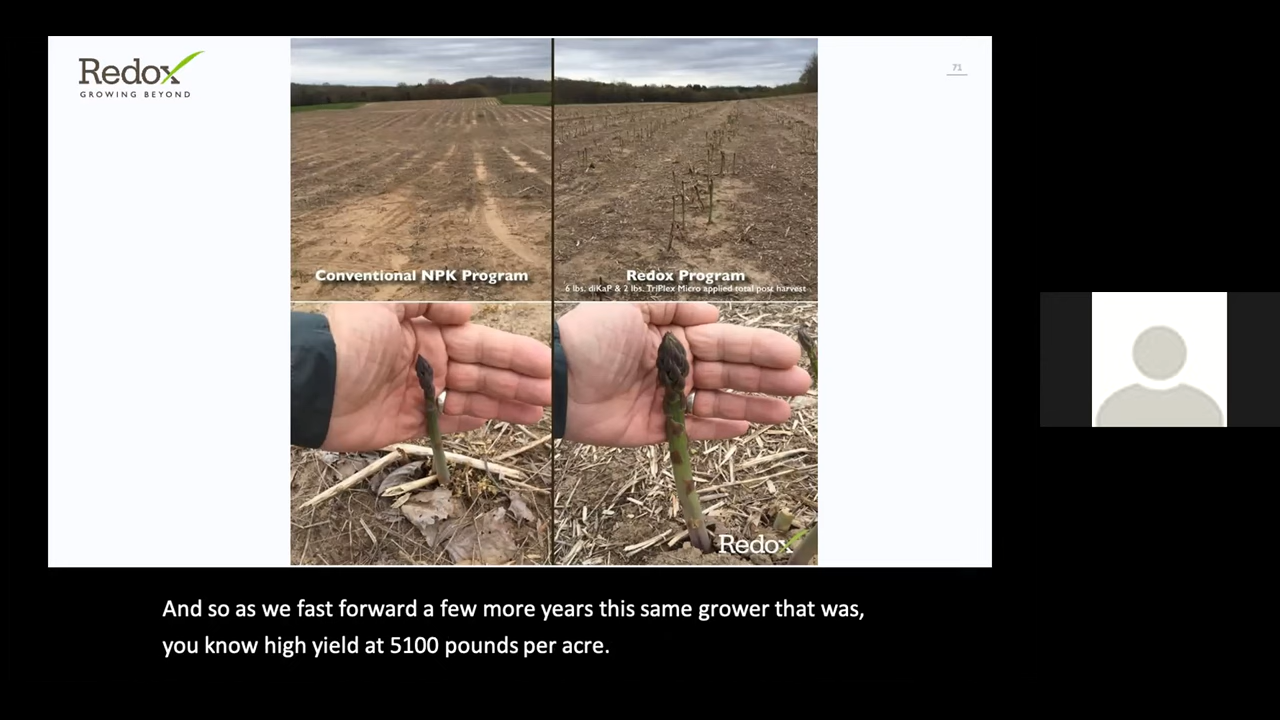 Redox
GROWING BEYOND
71
Conventional NPK Program
Redox Program
6 lbs. diKaP & 2 lbs. TriPlex Micro applied total post harvest
Redox
And so as we fast forward a few more years this same grower that was,
you know high yield at 5100 pounds per acre.